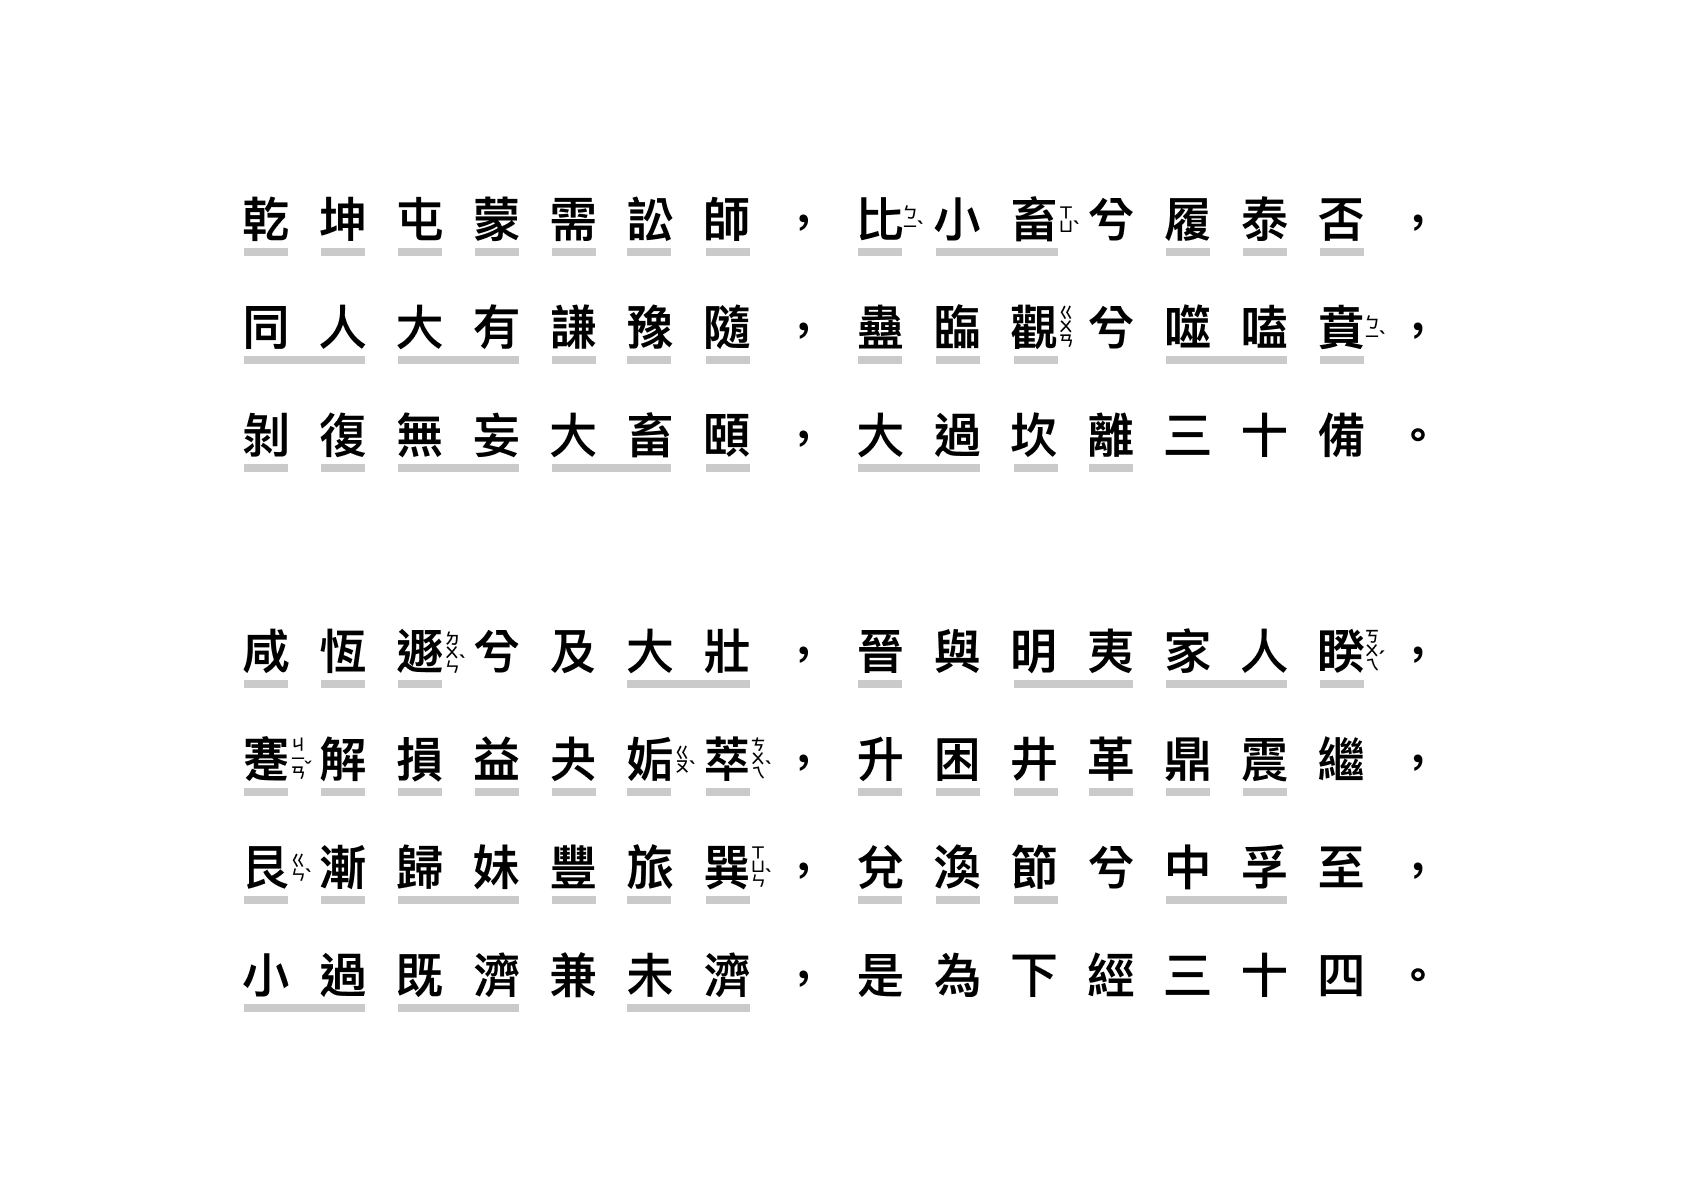 乾坤屯蒙需訟師，比ㄅㄧˋ小畜ㄒㄩˋ兮履泰否，
同人大有謙豫隨，蠱臨觀ㄍㄨㄢ兮噬嗑賁ㄅㄧˋ，
剝復無妄大畜頤，大過坎離三十備。
咸恆遯ㄉㄨㄣˋ兮及大壯，晉與明夷家人睽ㄎㄨㄟˊ，
蹇ㄐㄧㄢˇ解損益夬姤ㄍㄡˋ萃ㄘㄨㄟˋ，升困井革鼎震繼，
艮ㄍㄣˋ漸歸妹豐旅巽ㄒㄩㄣˋ，兌渙節兮中孚至，
小過既濟兼未濟，是為下經三十四。